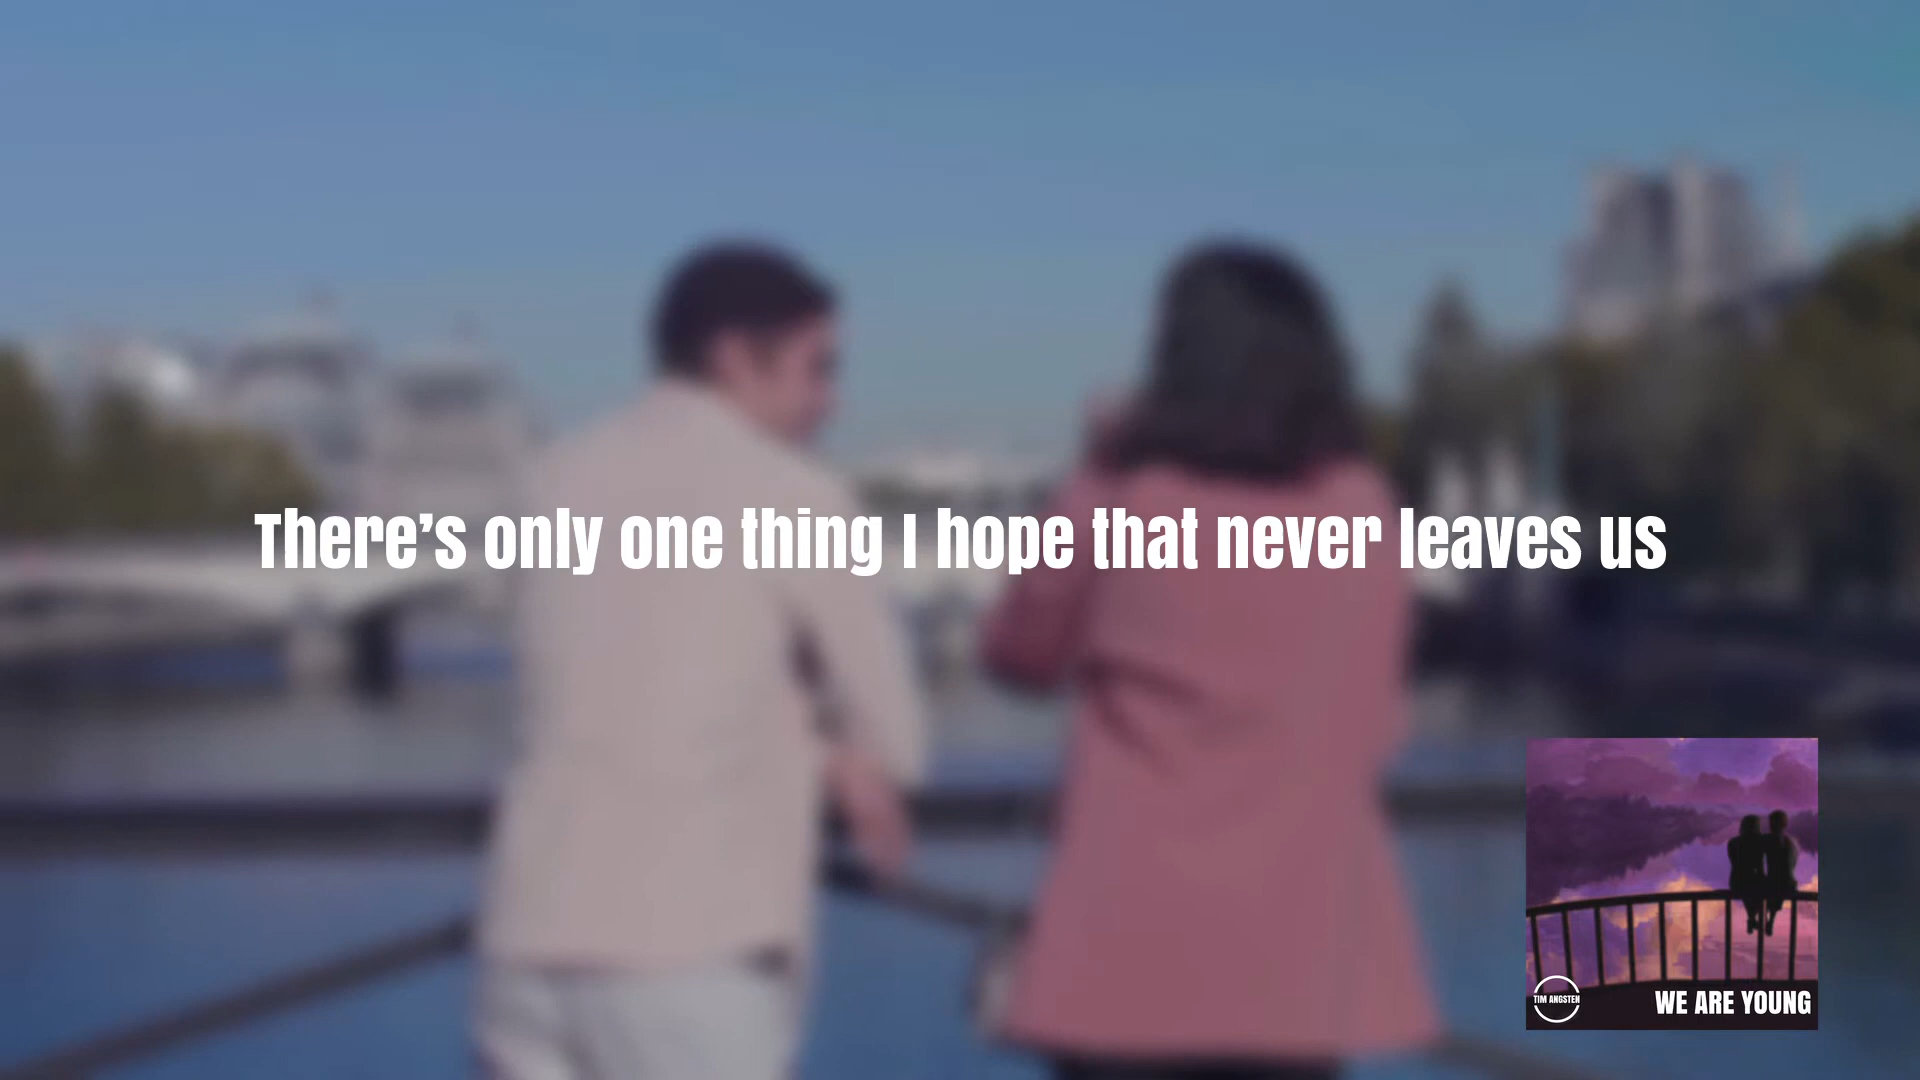 There's only one thing I hope that never leaves us
TIM ANGSTEN
WE ARE YOUNG